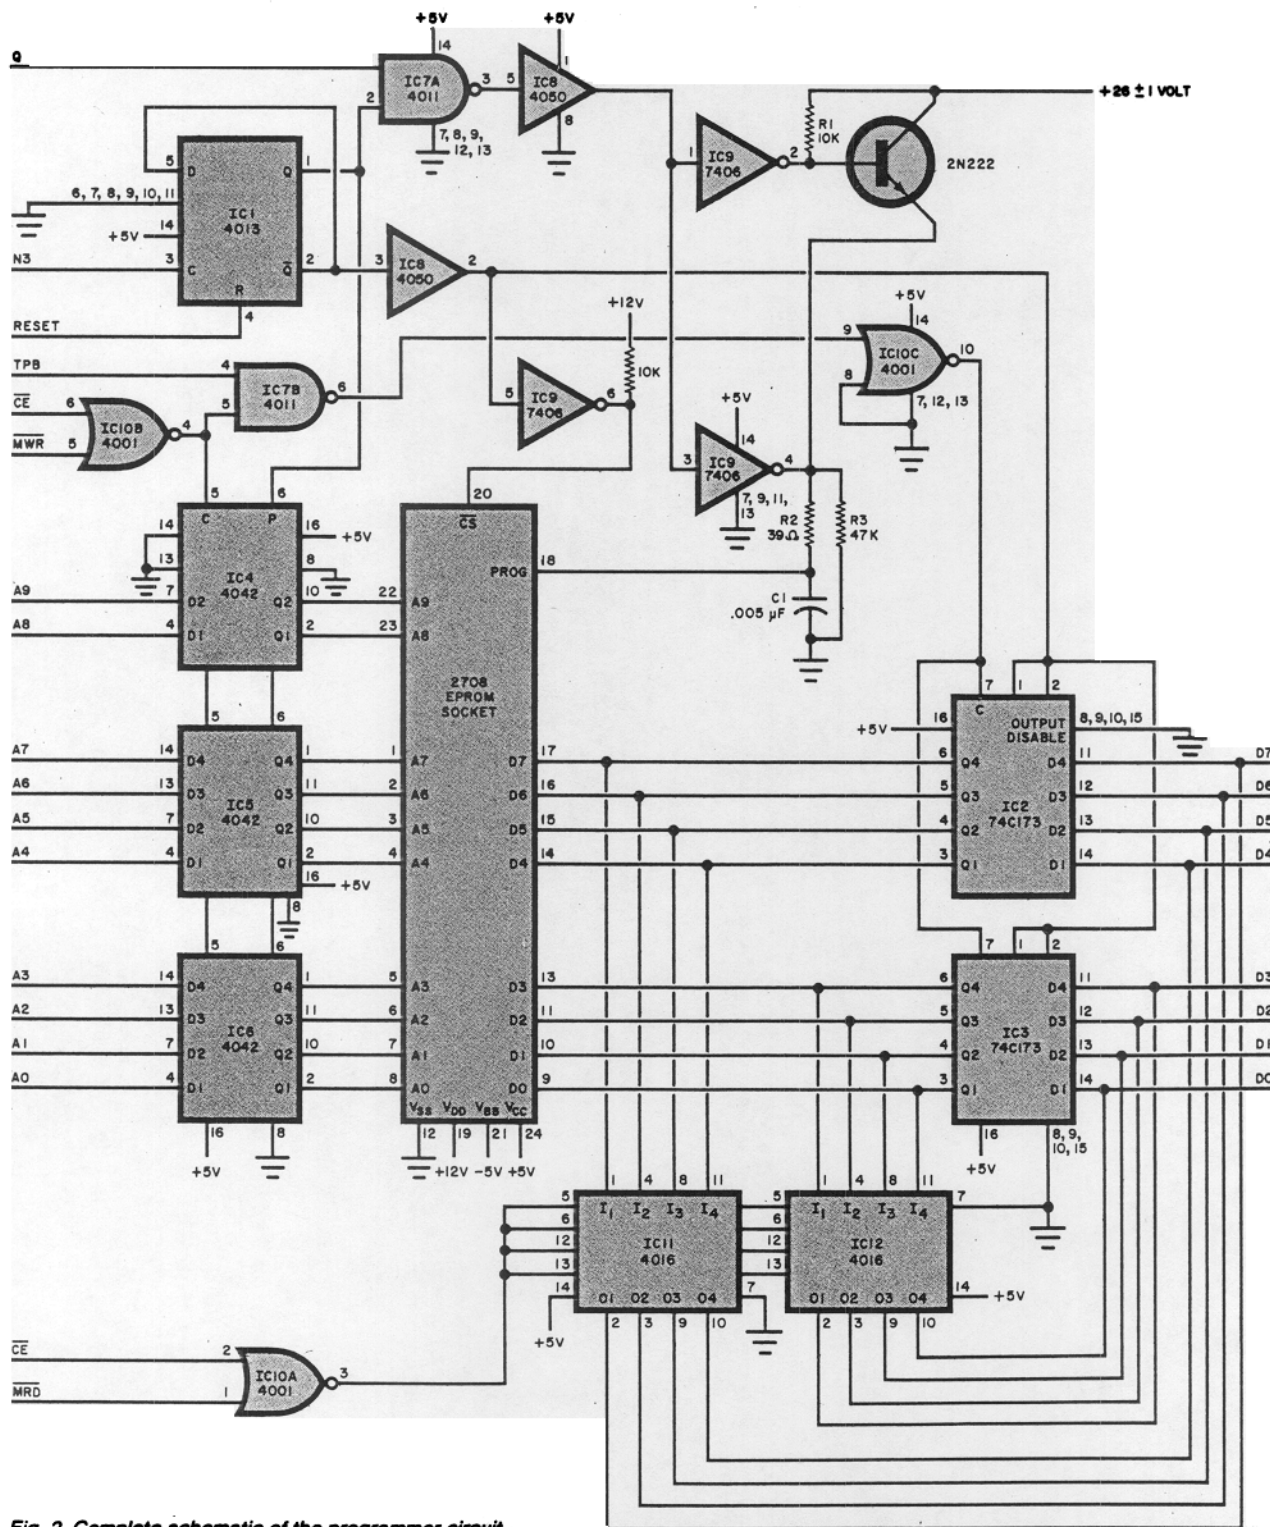 +5V +5V
Q
14 1
IC7A 4011
2 3 5
IC8 4050
8
+26 ± 1 VOLT
7, 8, 9, 12, 13
R1 10K
1 IC9 7406 2
2N222
5 D Q 1
6, 7, 8, 9, 10, 11
IC1 4013
14 +5V
N3 3 C Q̅ 2
R
4
RESET
3 IC8 4050 2
+12V
10K
+5V
14
9 IC10C 4001 10
8
7, 12, 13
TPB 4
IC7B 4011
5 6
C̅E̅ 6
IC10B 4001
M̅W̅R̅ 5 4
5 IC9 7406 6
+5V
14
3 IC9 7406 4
7, 9, 11, 13
R2 39Ω
R3 47K
5 6
C P
14 16 +5V
13 8
IC4 4042
A9 7 D2 Q2 10
A8 4 D1 Q1 2
20
C̅S̅
PROG 18
C1 .005 µF
22 A9
23 A8
2708 EPROM SOCKET
7 1 2
C
16 +5V
OUTPUT DISABLE
8, 9, 10, 15
5 6
A7 14 D4 Q4 1 1 A7 D7 17 6 Q4 D4 11 D7
A6 13 D3 Q3 11 2 A6 D6 16 5 Q3 D3 12 D6
IC5 4042
IC2 74C173
A5 7 D2 Q2 10 3 A5 D5 15 4 Q2 D2 13 D5
A4 4 D1 Q1 2 4 A4 D4 14 3 Q1 D1 14 D4
16 +5V
8
5 6
7 1 2
A3 14 D4 Q4 1 5 A3 D3 13 6 Q4 D4 11 D3
A2 13 D3 Q3 11 6 A2 D2 11 5 Q3 D3 12 D2
IC6 4042
IC3 74C173
A1 7 D2 Q2 10 7 A1 D1 10 4 Q2 D2 13 D1
A0 4 D1 Q1 2 8 A0 D0 9 3 Q1 D1 14 D0
VSS VDD VBB VCC
16 8 12 19 21 24 16 8, 9, 10, 15
+5V +12V -5V +5V +5V
1 4 8 11 1 4 8 11
5 I1 I2 I3 I4 5 I1 I2 I3 I4 7
6 6
IC11 4016
IC12 4016
12 12
13 13
14 +5V O1 O2 O3 O4 7 O1 O2 O3 O4 14 +5V
2 3 9 10 2 3 9 10
C̅E̅ 2
IC10A 4001
3
M̅R̅D̅ 1
Fig. 2. Complete schematic of the programmer circuit.